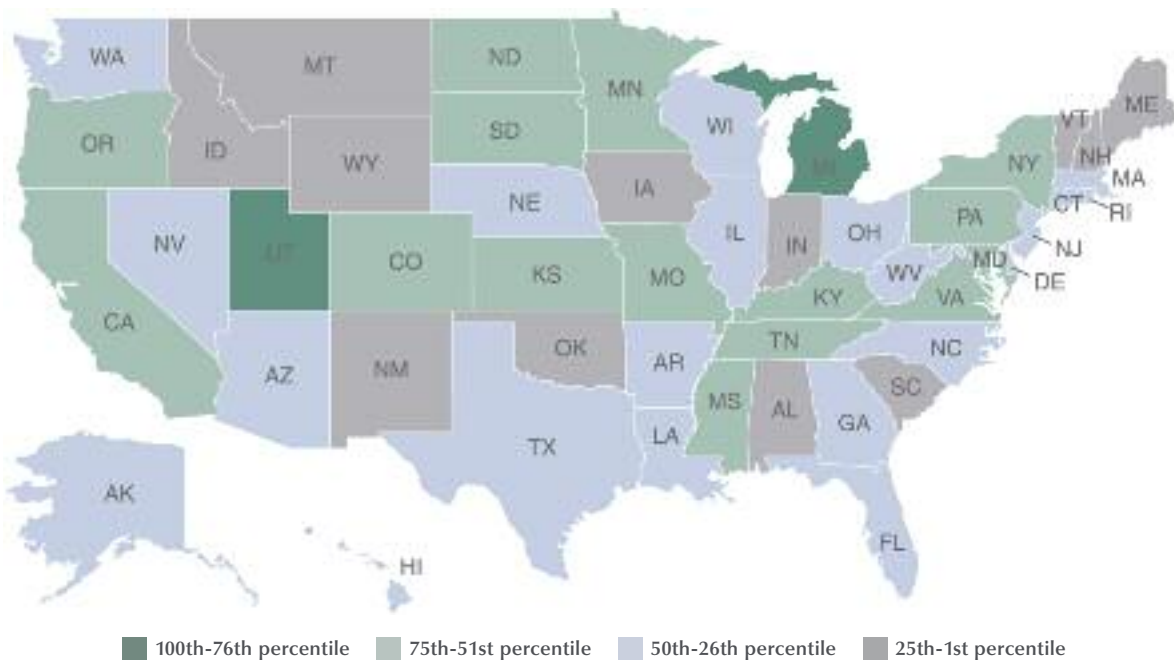 WA
MT
ND
MN
ME
VT
NH
OR
ID
SD
WI
MI
NY
MA
WY
CT
RI
IA
NE
PA
NJ
NV
UT
CO
IL
IN
OH
MD
DE
WV
KS
MO
KY
VA
CA
TN
NC
AZ
NM
OK
AR
SC
MS
AL
GA
TX
LA
AK
FL
HI
100th-76th percentile 75th-51st percentile 50th-26th percentile 25th-1st percentile